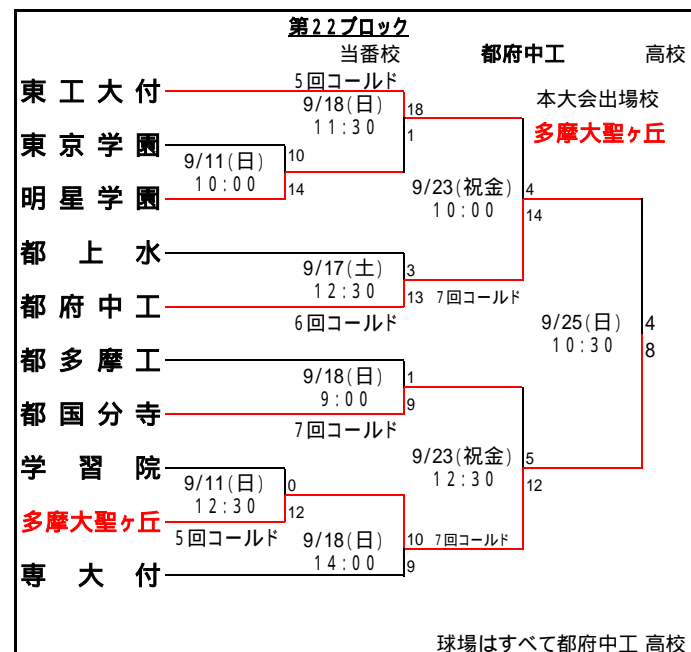 第22ブロック
当番校 都府中工 高校
本大会出場校
多摩大聖ヶ丘
東工大付
5回コールド
9/18(日)
11:30
18
1
東京学園
9/11(日)
10:00
10
14
明星学園
9/23(祝金)
10:00
4
14
都上水
9/17(土)
12:30
3
13 7回コールド
都府中工
6回コールド
9/25(日)
10:30
4
8
都多摩工
9/18(日)
9:00
1
9
都国分寺
7回コールド
9/23(祝金)
12:30
5
12
学習院
9/11(日)
12:30
0
12
多摩大聖ヶ丘
5回コールド
9/18(日)
14:00
10 7回コールド
9
専大付
球場はすべて都府中工 高校